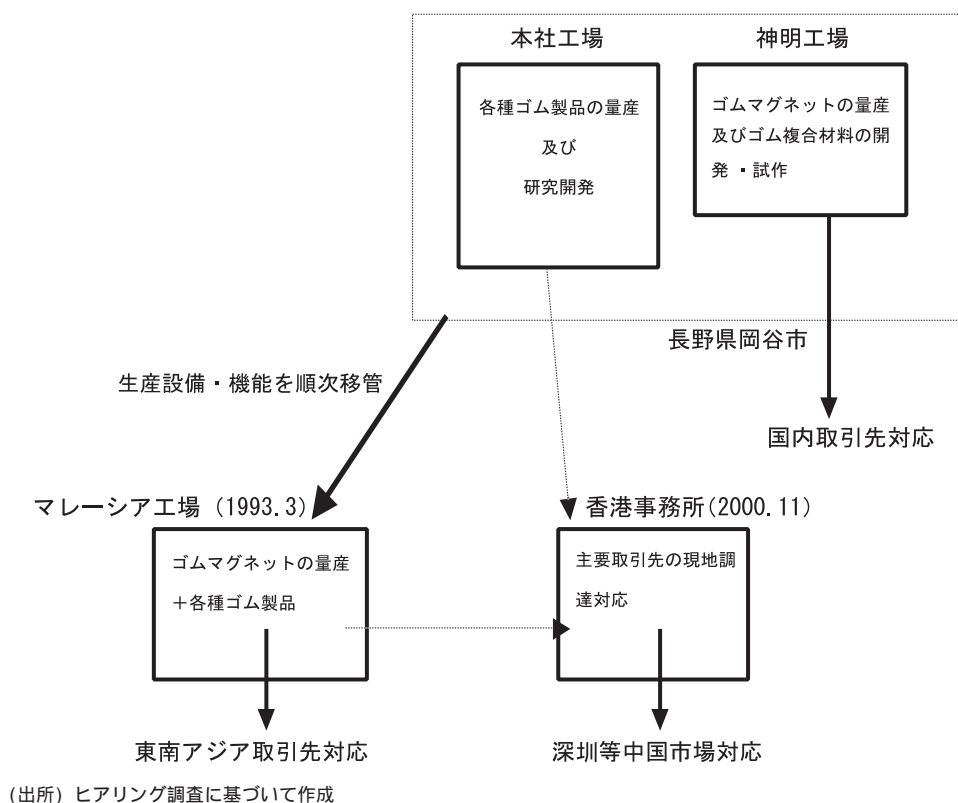 本社工場
神明工場
各種ゴム製品の量産
及び
研究開発
ゴムマグネットの量産
及びゴム複合材料の開
発・試作
長野県岡谷市
生産設備・機能を順次移管
国内取引先対応
マレーシア工場 (1993.3)
香港事務所(2000.11)
ゴムマグネットの量産
+各種ゴム製品
主要取引先の現地調
達対応
東南アジア取引先対応
深圳等中国市場対応
(出所) ヒアリング調査に基づいて作成